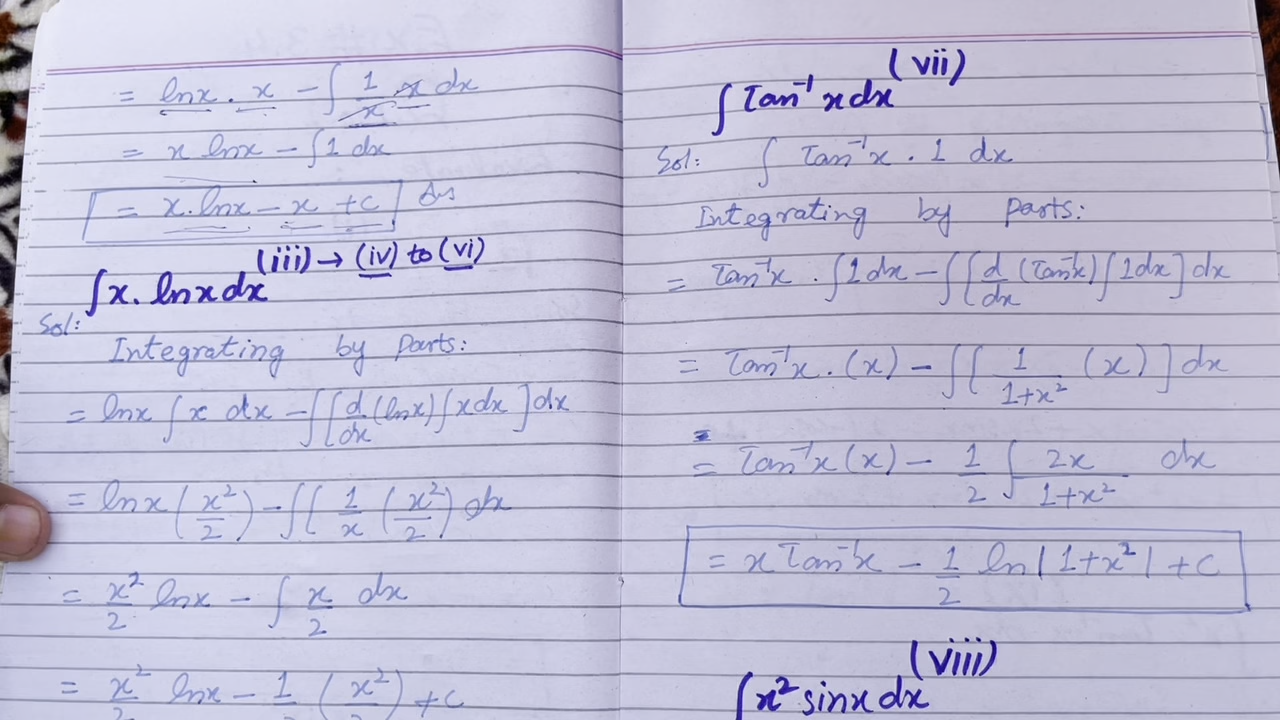 = lnx . x - ∫ 1/x . x dx
= x lnx - ∫1 dx
= x.lnx - x + c Ans
(iii) → (iv) to (vi)
∫x. lnx dx
Sol:
Integrating by Parts:
= lnx ∫ x dx - ∫[d/dx (lnx) ∫xdx] dx
= lnx (x²/2) - ∫[1/x (x²/2) dx
= x²/2 lnx - ∫ x/2 dx
= x²/2 lnx - 1/2 (x²/2) + c
(vii)
∫ Tan⁻¹ x dx
Sol: ∫ Tan⁻¹x . 1 dx
Integrating by Parts:
= Tan⁻¹x . ∫1dx - ∫[d/dx (Tan⁻¹x) ∫1dx] dx
= Tan⁻¹x . (x) - ∫[1/1+x² (x)] dx
= Tan⁻¹x (x) - 1/2 ∫ 2x/1+x² dx
= x Tan⁻¹x - 1/2 ln|1+x²| + c
(viii)
∫x² sinx dx